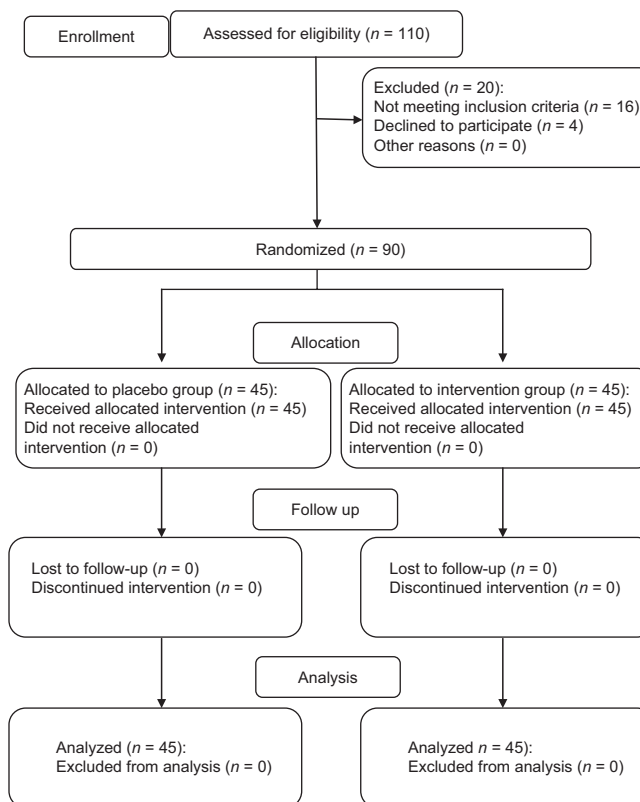 Enrollment
Assessed for eligibility (n = 110)
Excluded (n = 20):
Not meeting inclusion criteria (n = 16)
Declined to participate (n = 4)
Other reasons (n = 0)
Randomized (n = 90)
Allocation
Allocated to placebo group (n = 45):
Received allocated intervention (n = 45)
Did not receive allocated
intervention (n = 0)
Allocated to intervention group (n = 45):
Received allocated intervention (n = 45)
Did not receive allocated
intervention (n = 0)
Follow up
Lost to follow-up (n = 0)
Discontinued intervention (n = 0)
Lost to follow-up (n = 0)
Discontinued intervention (n = 0)
Analysis
Analyzed (n = 45):
Excluded from analysis (n = 0)
Analyzed n = 45):
Excluded from analysis (n = 0)